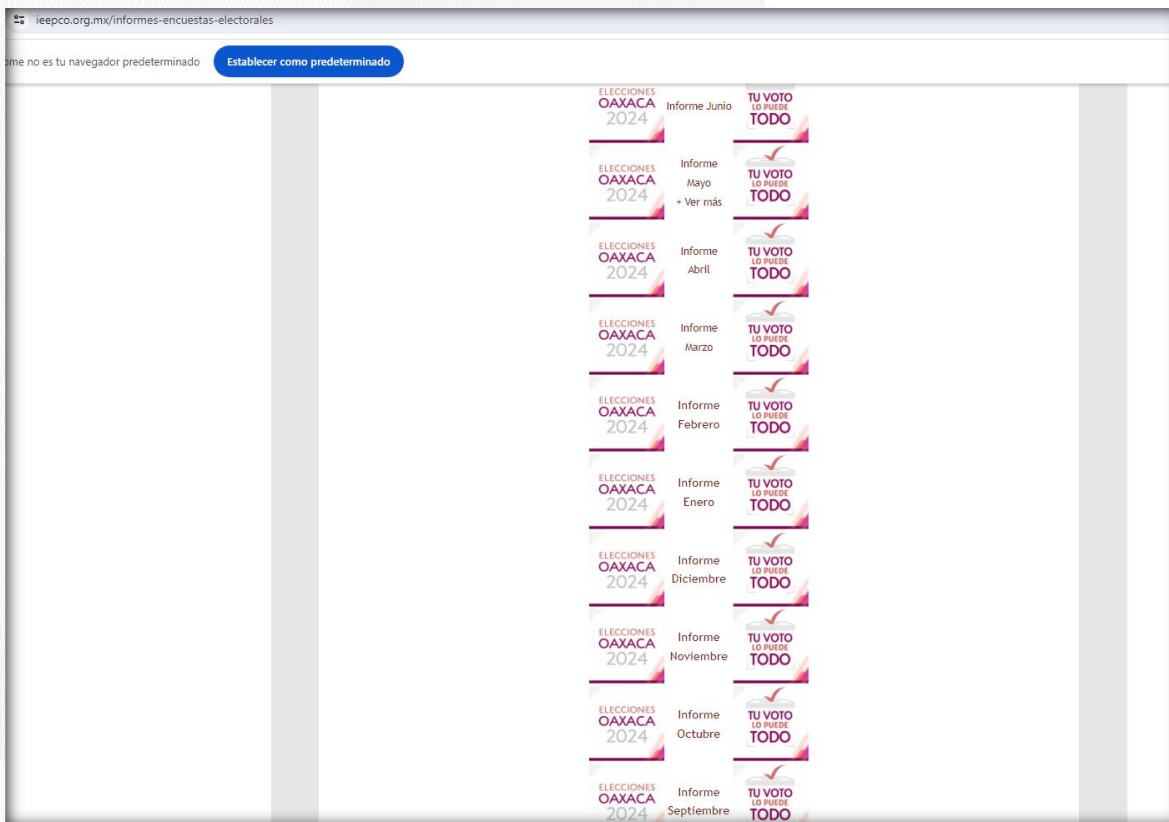 ieepco.org.mx/informes-encuestas-electorales
ome no es tu navegador predeterminado Establecer como predeterminado
ELECCIONES
OAXACA
2024
Informe Junio
TU VOTO
LO PUEDE
TODO
ELECCIONES
OAXACA
2024
Informe
Mayo
+ Ver más
TU VOTO
LO PUEDE
TODO
ELECCIONES
OAXACA
2024
Informe
Abril
TU VOTO
LO PUEDE
TODO
ELECCIONES
OAXACA
2024
Informe
Marzo
TU VOTO
LO PUEDE
TODO
ELECCIONES
OAXACA
2024
Informe
Febrero
TU VOTO
LO PUEDE
TODO
ELECCIONES
OAXACA
2024
Informe
Enero
TU VOTO
LO PUEDE
TODO
ELECCIONES
OAXACA
2024
Informe
Diciembre
TU VOTO
LO PUEDE
TODO
ELECCIONES
OAXACA
2024
Informe
Noviembre
TU VOTO
LO PUEDE
TODO
ELECCIONES
OAXACA
2024
Informe
Octubre
TU VOTO
LO PUEDE
TODO
ELECCIONES
OAXACA
2024
Informe
Septiembre
TU VOTO
LO PUEDE
TODO